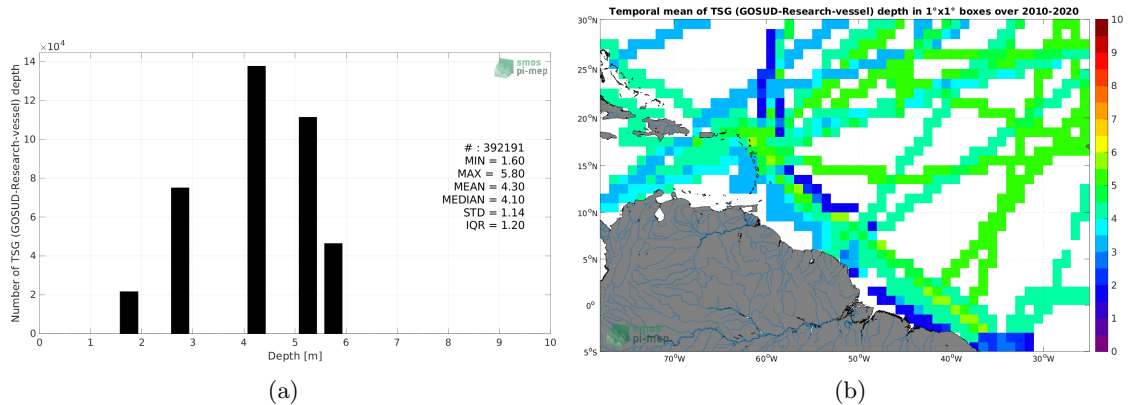 ×10⁴
14
12
10
8
6
4
2
0
Number of TSG (GOSUD-Research-vessel) depth
smos
pi-mep
# : 392191
MIN = 1.60
MAX = 5.80
MEAN = 4.30
MEDIAN = 4.10
STD = 1.14
IQR = 1.20
0 1 2 3 4 5 6 7 8 9 10
Depth [m]
(a)
Temporal mean of TSG (GOSUD-Research-vessel) depth in 1°x1° boxes over 2010-2020
30°N
25°N
20°N
15°N
10°N
5°N
0°
5°S
70°W 60°W 50°W 40°W 30°W
smos
pi-mep
10
9
8
7
6
5
4
3
2
1
0
(b)